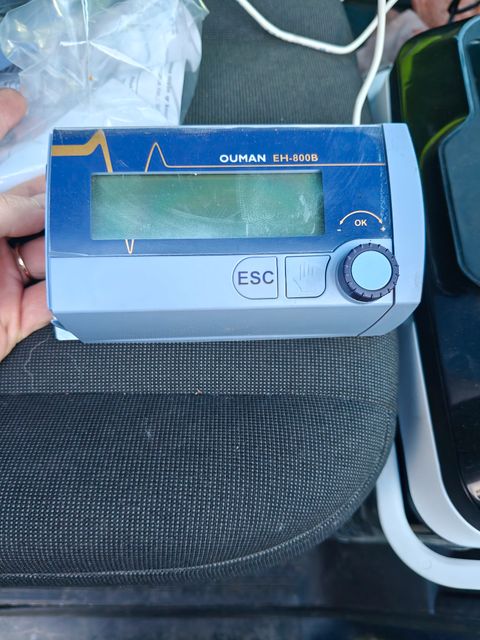 OUMAN EH-800B
OK
- +
ESC